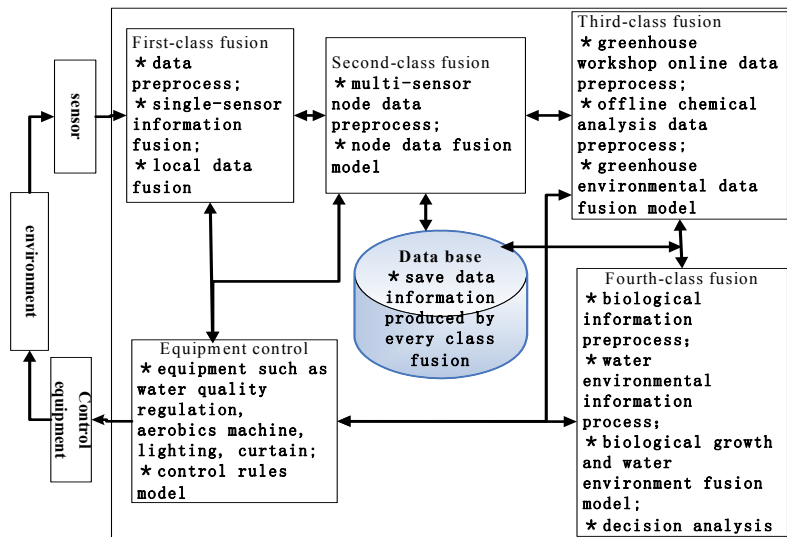 First-class fusion
* data
preprocess;
* single-sensor
information
fusion;
* local data
fusion
Second-class fusion
* multi-sensor
node data
preprocess;
* node data fusion
model
Third-class fusion
* greenhouse
workshop online data
preprocess;
* offline chemical
analysis data
preprocess;
* greenhouse
environmental data
fusion model
sensor
environment
Control
equipment
Data base
* save data
information
produced by
every class
fusion
Equipment control
* equipment such as
water quality
regulation,
aerobics machine,
lighting, curtain;
* control rules
model
Fourth-class fusion
* biological
information
preprocess;
* water
environmental
information
process;
* biological growth
and water
environment fusion
model;
* decision analysis